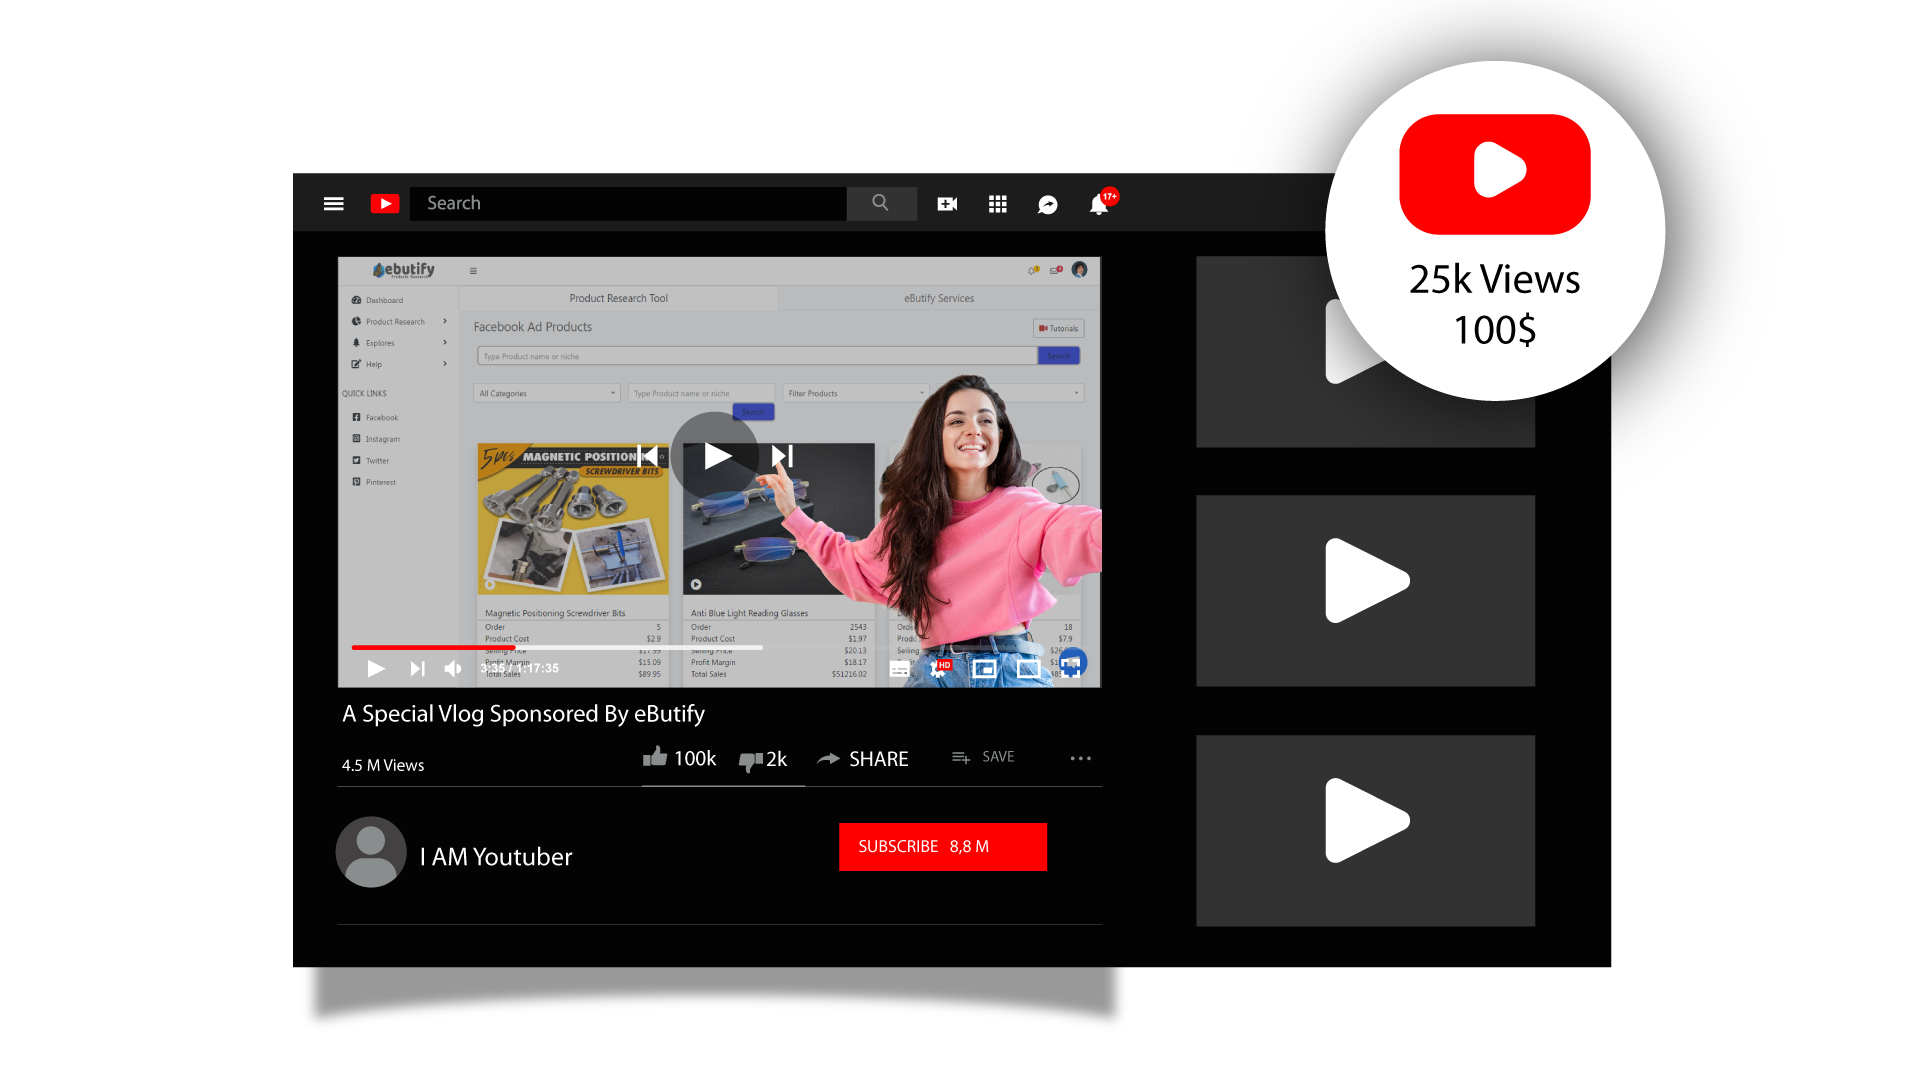 Search
17+
25k Views
100$
ebutify
Products Research
Product Research Tool
eBulify Services
Dashboard
Product Research
Explores
Help
QUICK LINKS
Facebook
Instagram
Twitter
Pinterest
Facebook Ad Products
Tutorials
Type Product name or niche
Search
All Categories
Type Product name or niche
Filter Products
Search
5pcs MAGNETIC POSITIONING
SCREWDRIVER BITS
Magnetic Positioning Screwdriver Bits
Order 5
Product Cost $2.9
Selling Price $17.99
Profit Margin $15.09
Total Sales $89.95
Anti Blue Light Reading Glasses
Order 2543
Product Cost $1.97
Selling Price $20.13
Profit Margin $18.17
Total Sales $51216.02
Order 18
$7.9
Selling
3:35 / 1:17:35
HD
A Special Vlog Sponsored By eButify
4.5 M Views
100k
2k
SHARE
SAVE
I AM Youtuber
SUBSCRIBE 8,8 M